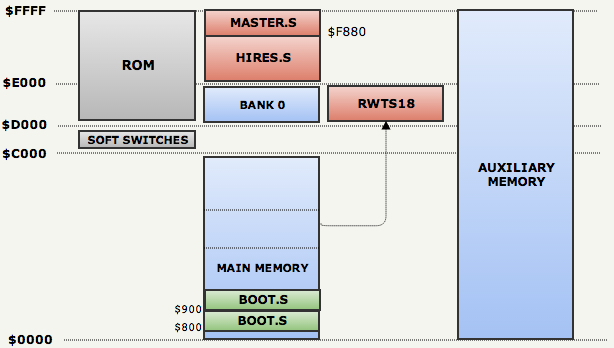 $FFFF
MASTER.S
$F880
ROM
HIRES.S
$E000
BANK 0
RWTS18
$D000
SOFT SWITCHES
$C000
AUXILIARY
MEMORY
MAIN MEMORY
BOOT.S
$900
BOOT.S
$800
$0000